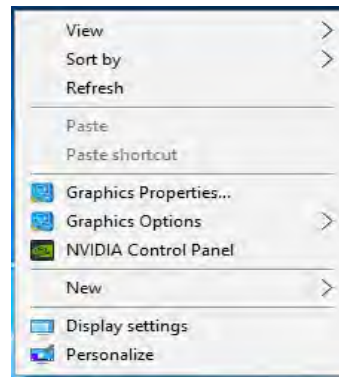 View
Sort by
Refresh
Paste
Paste shortcut
Graphics Properties...
Graphics Options
NVIDIA Control Panel
New
Display settings
Personalize